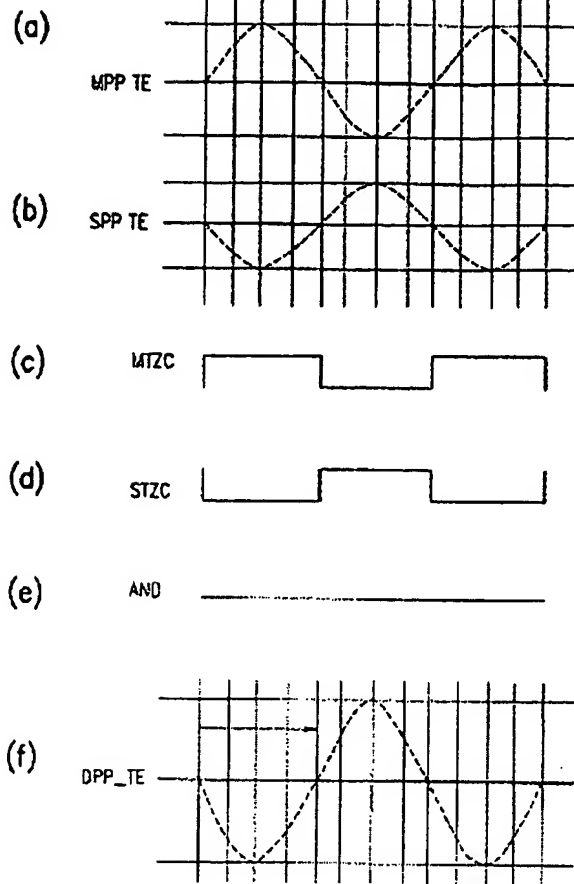 (a)
MPP TE
(b)
SPP TE
(c)
MTZC
(d)
STZC
(e)
AND
(f)
DPP_TE